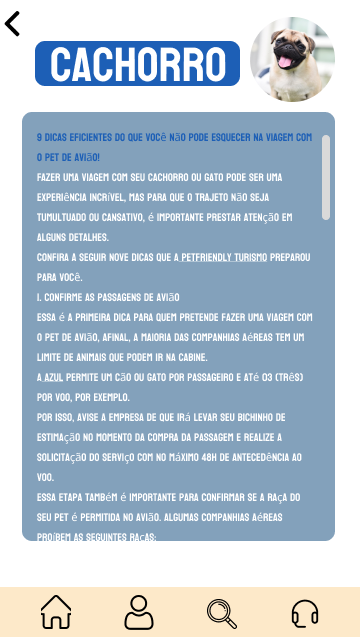 CACHORRO
9 DICAS EFICIENTES DO QUE VOCê NãO PODE ESQUECER NA VIAGEM COM
O PET DE AVIãO!
FAZER UMA VIAGEM COM SEU CACHORRO OU GATO PODE SER UMA
EXPERIêNCIA INCRíVEL, MAS PARA QUE O TRAJETO NãO SEJA
TUMULTUADO OU CANSATIVO, é IMPORTANTE PRESTAR ATENçãO EM
ALGUNS DETALHES.
CONFIRA A SEGUIR NOVE DICAS QUE A PETFRIENDLY TURISMO PREPAROU
PARA VOCê.
1. CONFIRME AS PASSAGENS DE AVIãO
ESSA é A PRIMEIRA DICA PARA QUEM PRETENDE FAZER UMA VIAGEM COM
O PET DE AVIãO, AFINAL, A MAIORIA DAS COMPANHIAS AéREAS TEM UM
LIMITE DE ANIMAIS QUE PODEM IR NA CABINE.
A AZUL PERMITE UM CãO OU GATO POR PASSAGEIRO E ATé 03 (TRêS)
POR VOO, POR EXEMPLO.
POR ISSO, AVISE A EMPRESA DE QUE IRá LEVAR SEU BICHINHO DE
ESTIMAçãO NO MOMENTO DA COMPRA DA PASSAGEM E REALIZE A
SOLICITAçãO DO SERVIçO COM NO MáXIMO 48H DE ANTECEDêNCIA AO
VOO.
ESSA ETAPA TAMBéM é IMPORTANTE PARA CONFIRMAR SE A RAçA DO
SEU PET é PERMITIDA NO AVIãO. ALGUMAS COMPANHIAS AéREAS
PROíBEM AS SEGUINTES RAçAS: